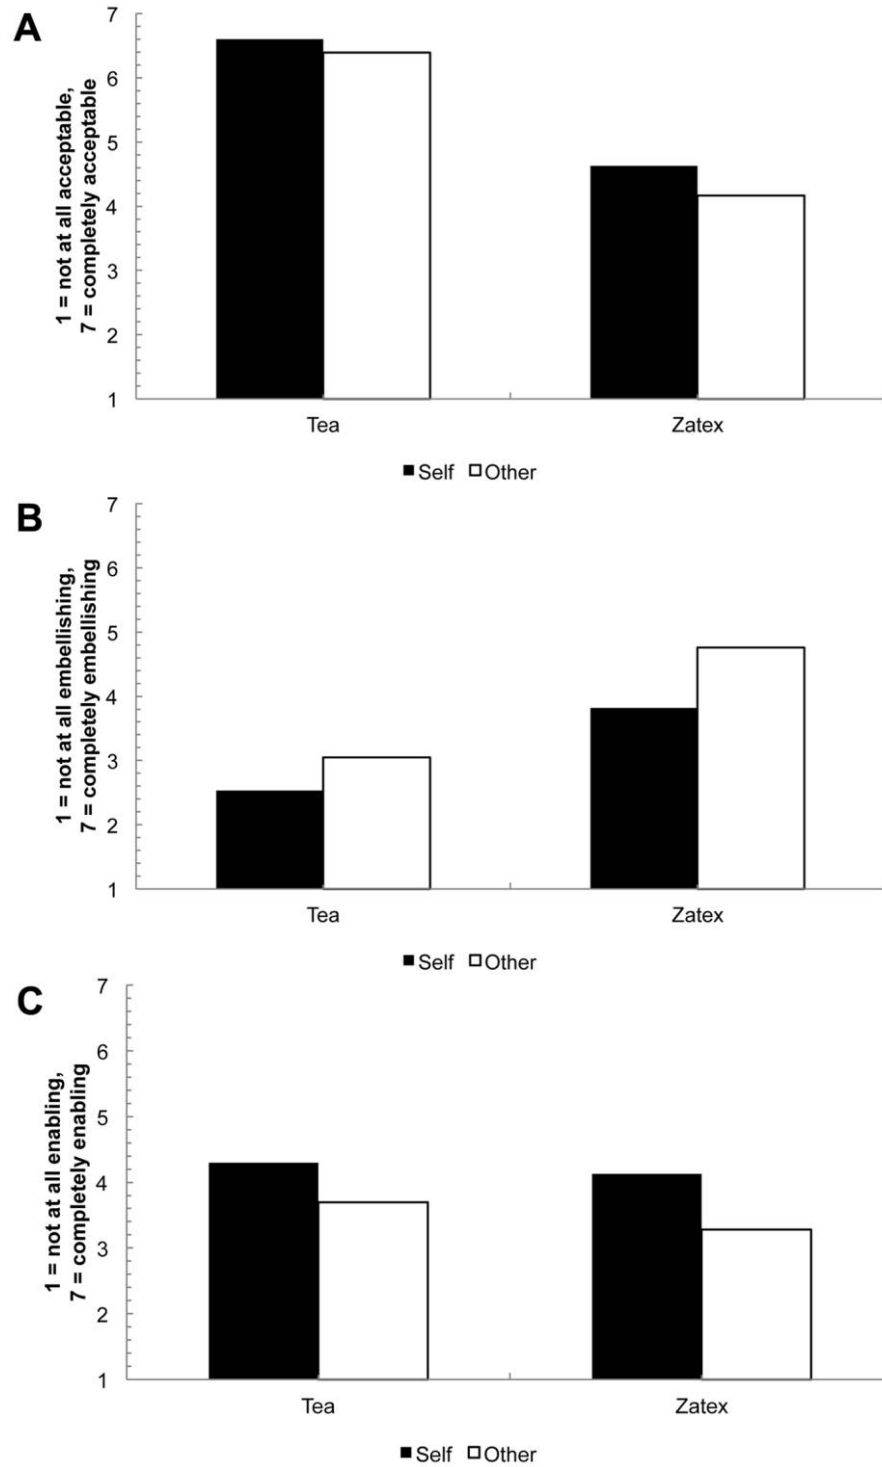 A
1 = not at all acceptable,
7 = completely acceptable
7
6
5
4
3
2
1
Tea Zatex
Self Other
B
1 = not at all embellishing,
7 = completely embellishing
7
6
5
4
3
2
1
Tea Zatex
Self Other
C
1 = not at all enabling,
7 = completely enabling
7
6
5
4
3
2
1
Tea Zatex
Self Other